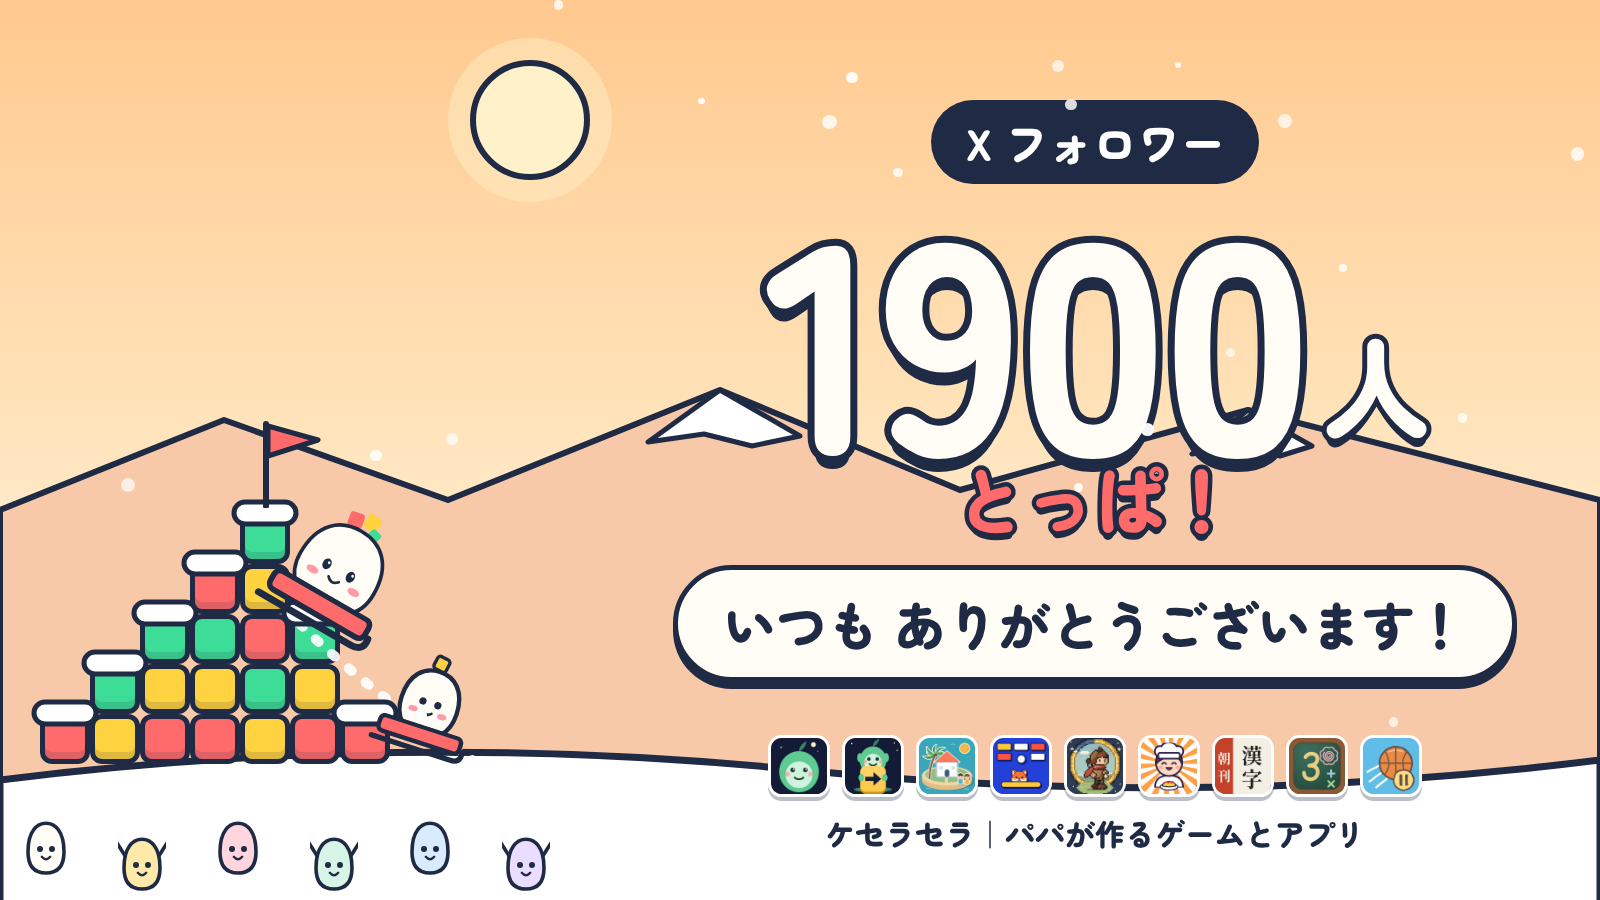 X フォロワー
1900人
とっぱ！
いつも ありがとうございます！
朝刊
漢字
3
+
×
ケセラセラ｜パパが作るゲームとアプリ